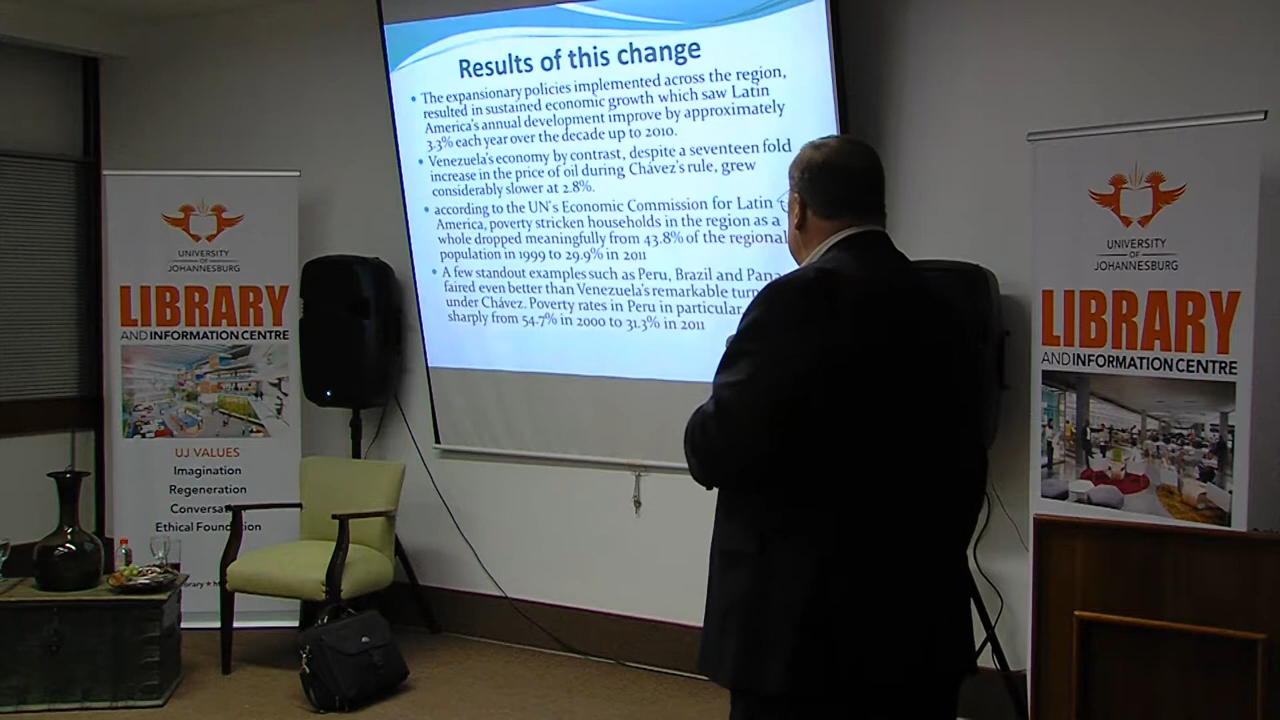 Results of this change
• The expansionary policies implemented across the region,
resulted in sustained economic growth which saw Latin
America's annual development improve by approximately
3.3% each year over the decade up to 2010.
• Venezuela's economy by contrast, despite a seventeen fold
increase in the price of oil during Chávez's rule, grew
considerably slower at 2.8%.
• according to the UN's Economic Commission for Latin
America, poverty stricken households in the region as a
whole dropped meaningfully from 43.8% of the regional
population in 1999 to 29.9% in 2011
• A few standout examples such as Peru, Brazil and
faired even better than Venezuela's remarkable
under Chávez. Poverty rates in Peru in particular
sharply from 54.7% in 2000 to 31.3% in 2011
UNIVERSITY
OF
JOHANNESBURG
LIBRARY
AND INFORMATION CENTRE
UJ VALUES
Imagination
Regeneration
Ethical
UNIVERSITY
OF
JOHANNESBURG
LIBRARY
AND INFORMATION CENTRE